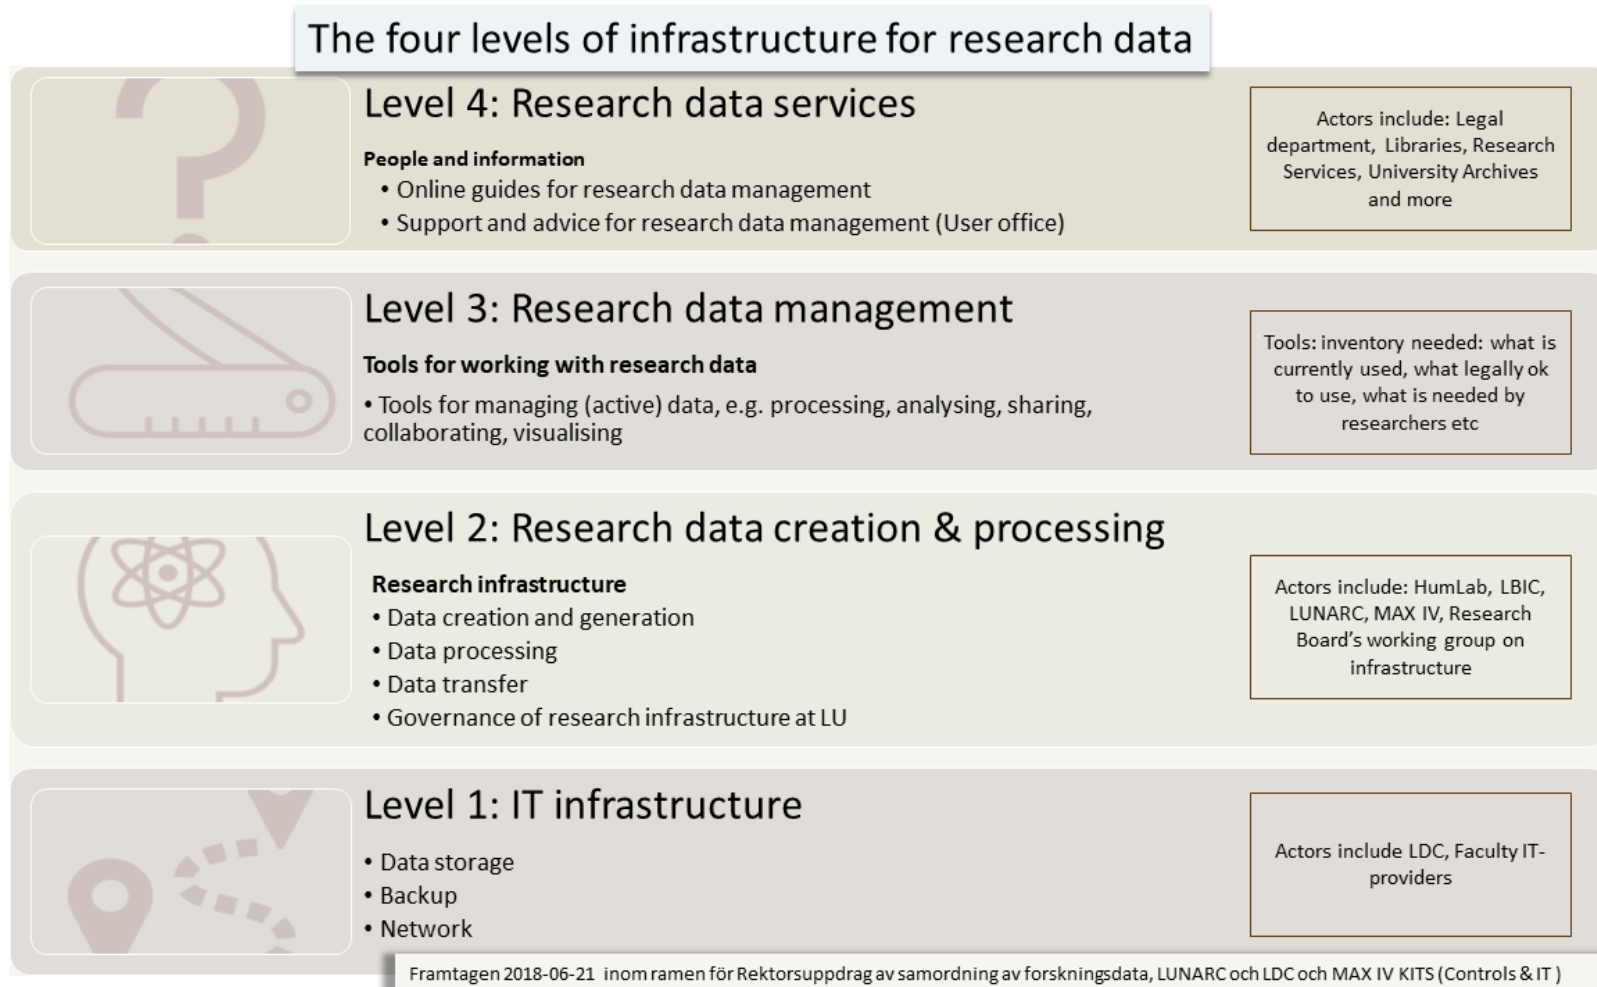 The four levels of infrastructure for research data
Level 4: Research data services
People and information
• Online guides for research data management
• Support and advice for research data management (User office)
Actors include: Legal
department, Libraries, Research
Services, University Archives
and more
Level 3: Research data management
Tools for working with research data
• Tools for managing (active) data, e.g. processing, analysing, sharing,
collaborating, visualising
Tools: inventory needed: what is
currently used, what legally ok
to use, what is needed by
researchers etc
Level 2: Research data creation & processing
Research infrastructure
• Data creation and generation
• Data processing
• Data transfer
• Governance of research infrastructure at LU
Actors include: HumLab, LBIC,
LUNARC, MAX IV, Research
Board's working group on
infrastructure
Level 1: IT infrastructure
• Data storage
• Backup
• Network
Actors include LDC, Faculty IT-
providers
Framtagen 2018-06-21 inom ramen för Rektorsuppdrag av samordning av forskningsdata, LUNARC och LDC och MAX IV KITS (Controls & IT )